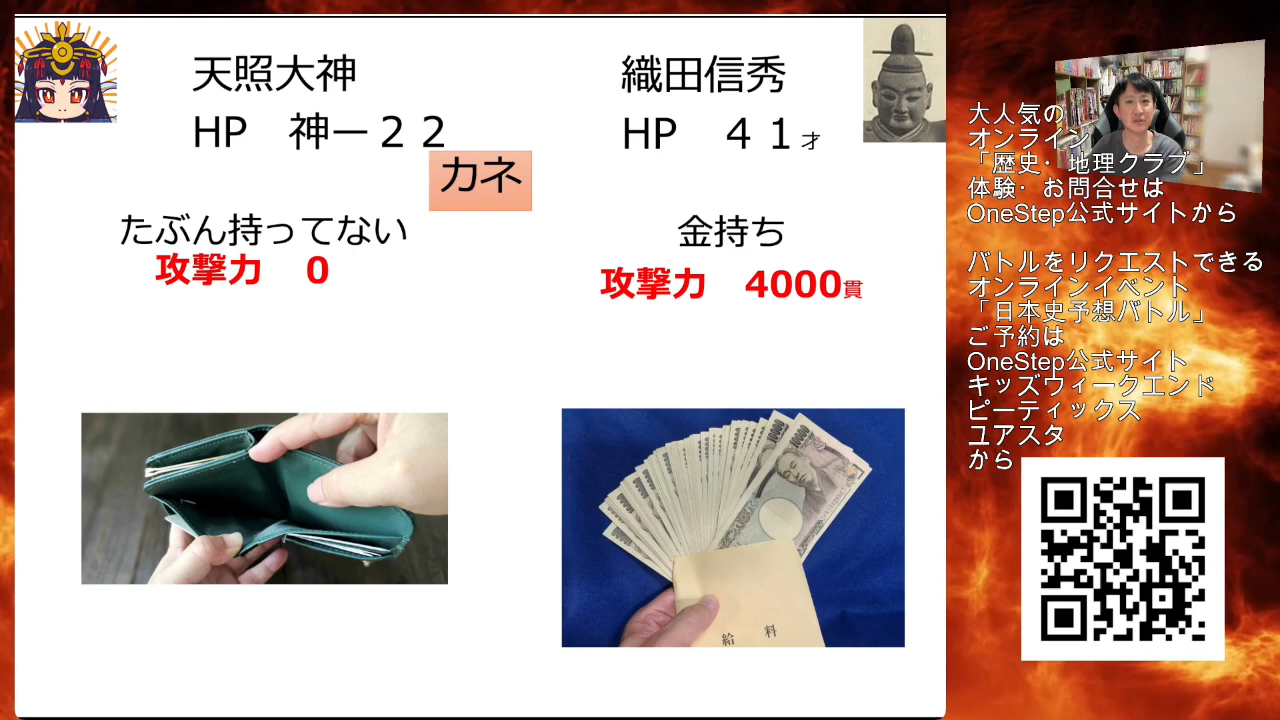 天照大神
HP 神ー22
織田信秀
HP 41才
カネ
たぶん持ってない
攻撃力 0
金持ち
攻撃力 4000貫
給料
大人気の
オンライン
「歴史・地理クラブ」
体験・お問合せは
OneStep公式サイトから
バトルをリクエストできる
オンラインイベント
「日本史予想バトル」
ご予約は
OneStep公式サイト
キッズウィークエンド
ピーティックス
ユアスタ
から